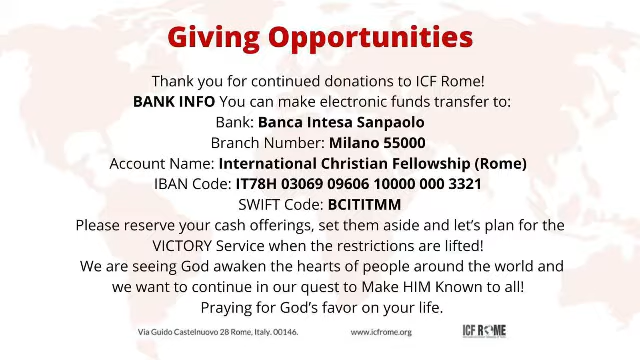 Giving Opportunities
Thank you for continued donations to ICF Rome!
BANK INFO You can make electronic funds transfer to:
Bank: Banca Intesa Sanpaolo
Branch Number: Milano 55000
Account Name: International Christian Fellowship (Rome)
IBAN Code: IT78H 03069 09606 10000 000 3321
SWIFT Code: BCITITMM
Please reserve your cash offerings, set them aside and let’s plan for the
VICTORY Service when the restrictions are lifted!
We are seeing God awaken the hearts of people around the world and
we want to continue in our quest to Make HIM Known to all!
Praying for God’s favor on your life.
Via Guido Castelnuovo 28 Rome, Italy. 00146. www.icfrome.org ICF ROME